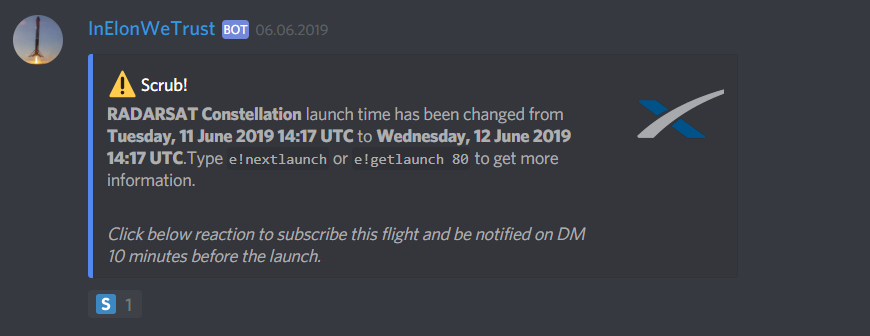 InElonWeTrust BOT 06.06.2019
Scrub!
RADARSAT Constellation launch time has been changed from
Tuesday, 11 June 2019 14:17 UTC to Wednesday, 12 June 2019
14:17 UTC.Type e!nextlaunch or e!getlaunch 80 to get more
information.
Click below reaction to subscribe this flight and be notified on DM
10 minutes before the launch.
S 1